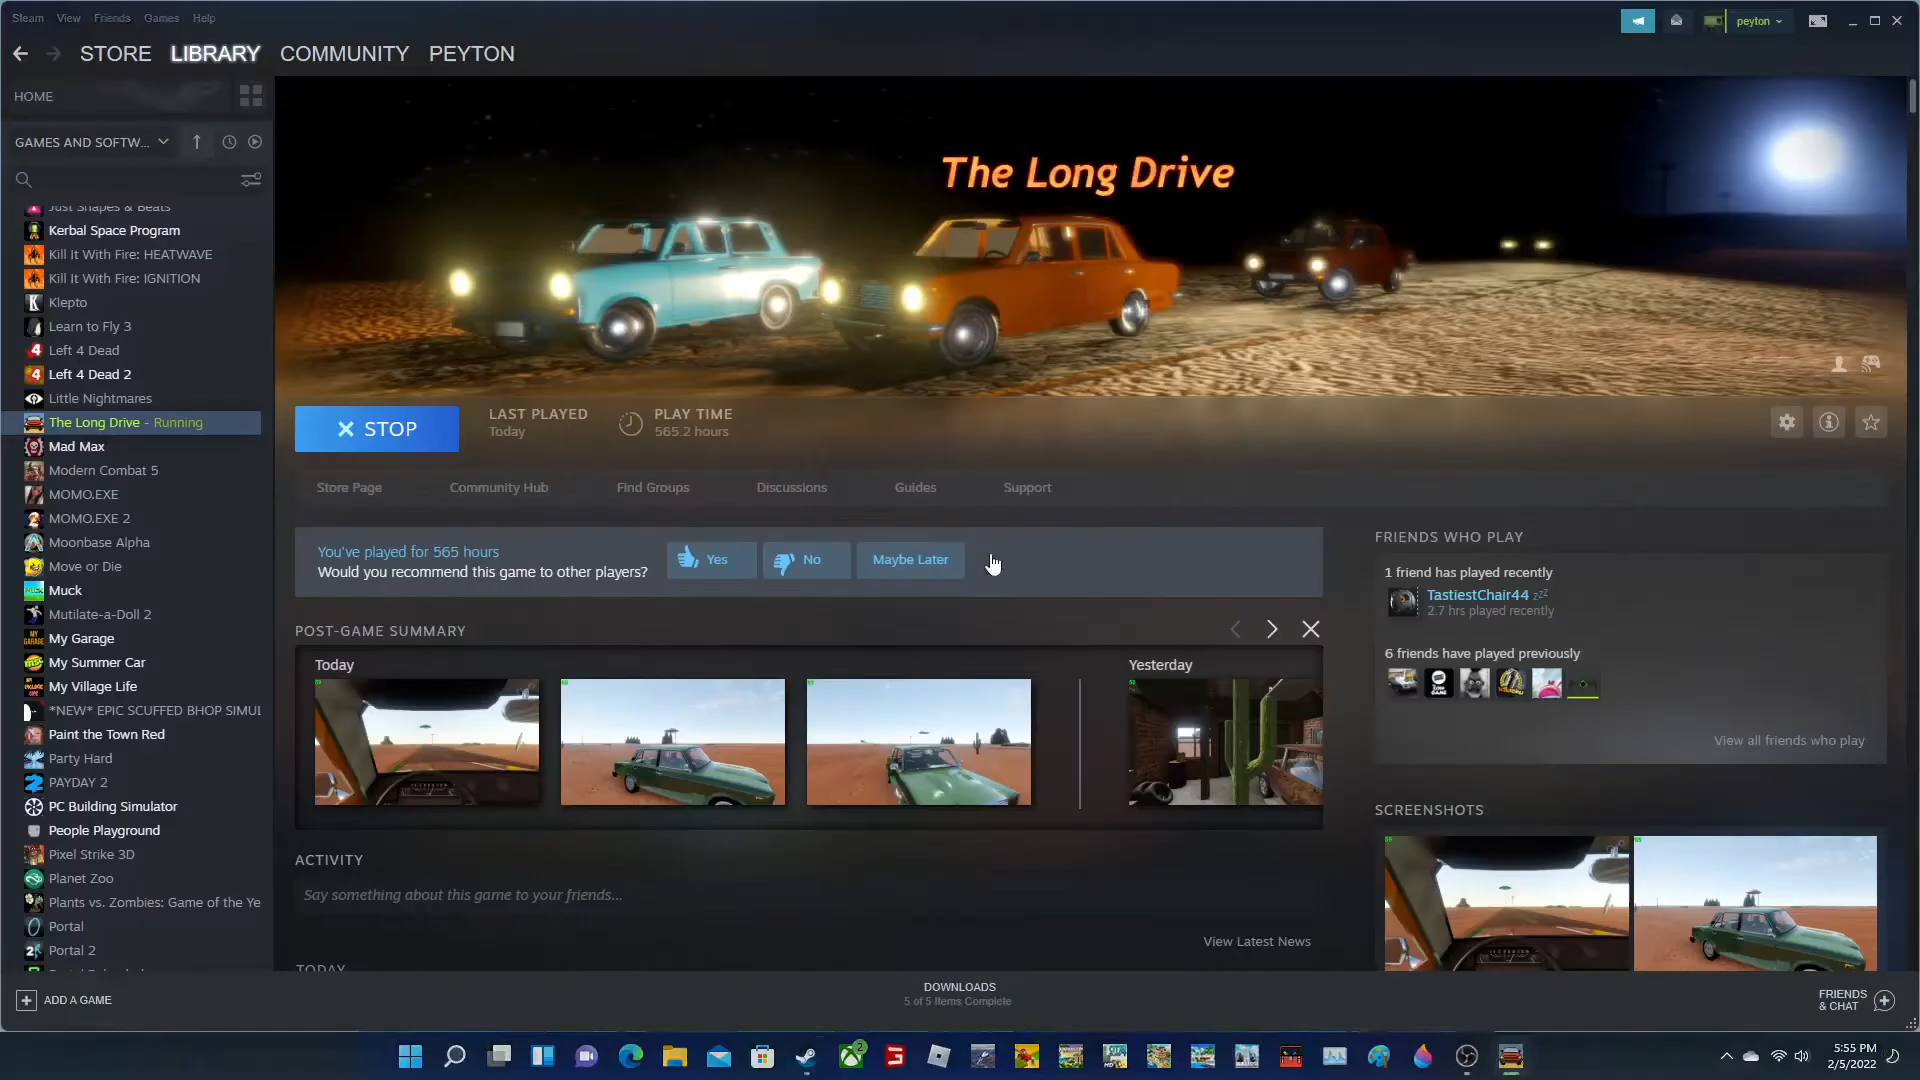 Steam View Friends Games Help
peyton
STORE LIBRARY COMMUNITY PEYTON
HOME
GAMES AND SOFTW...
Just Shapes & Beats
Kerbal Space Program
Kill It With Fire: HEATWAVE
Kill It With Fire: IGNITION
Klepto
Learn to Fly 3
Left 4 Dead
Left 4 Dead 2
Little Nightmares
The Long Drive - Running
Mad Max
Modern Combat 5
MOMO.EXE
MOMO.EXE 2
Moonbase Alpha
Move or Die
Muck
Mutilate-a-Doll 2
My Garage
My Summer Car
My Village Life
*NEW* EPIC SCUFFED BHOP SIMUL
Paint the Town Red
Party Hard
PAYDAY 2
PC Building Simulator
People Playground
Pixel Strike 3D
Planet Zoo
Plants vs. Zombies: Game of the Ye
Portal
Portal 2
ADD A GAME
The Long Drive
STOP
LAST PLAYED
Today
PLAY TIME
565.2 hours
Store Page Community Hub Find Groups Discussions Guides Support
You've played for 565 hours
Would you recommend this game to other players?
Yes No Maybe Later
POST-GAME SUMMARY
Today
Yesterday
ACTIVITY
Say something about this game to your friends...
View Latest News
TODAY
FRIENDS WHO PLAY
1 friend has played recently
TastiestChair44 zzZ
2.7 hrs played recently
6 friends have played previously
View all friends who play
SCREENSHOTS
DOWNLOADS
5 of 5 Items Complete
FRIENDS
& CHAT
2
5:55 PM
2/5/2022